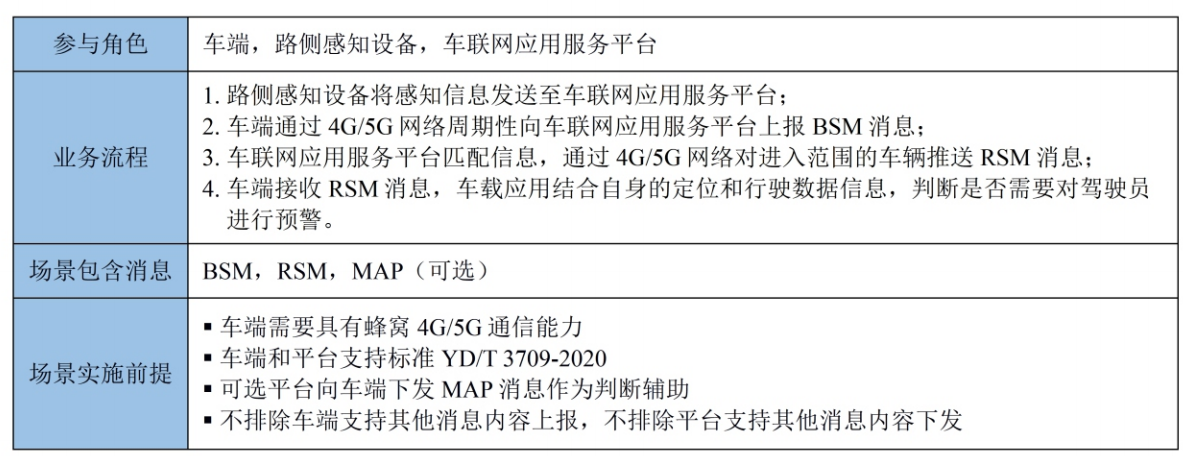 参与角色
车端，路侧感知设备，车联网应用服务平台
业务流程
1. 路侧感知设备将感知信息发送至车联网应用服务平台；
2. 车端通过 4G/5G 网络周期性向车联网应用服务平台上报 BSM 消息；
3. 车联网应用服务平台匹配信息，通过 4G/5G 网络对进入范围的车辆推送 RSM 消息；
4. 车端接收 RSM 消息，车载应用结合自身的定位和行驶数据信息，判断是否需要对驾驶员
进行预警。
场景包含消息
BSM，RSM，MAP（可选）
场景实施前提
▪ 车端需要具有蜂窝 4G/5G 通信能力
▪ 车端和平台支持标准 YD/T 3709-2020
▪ 可选平台向车端下发 MAP 消息作为判断辅助
▪ 不排除车端支持其他消息内容上报，不排除平台支持其他消息内容下发